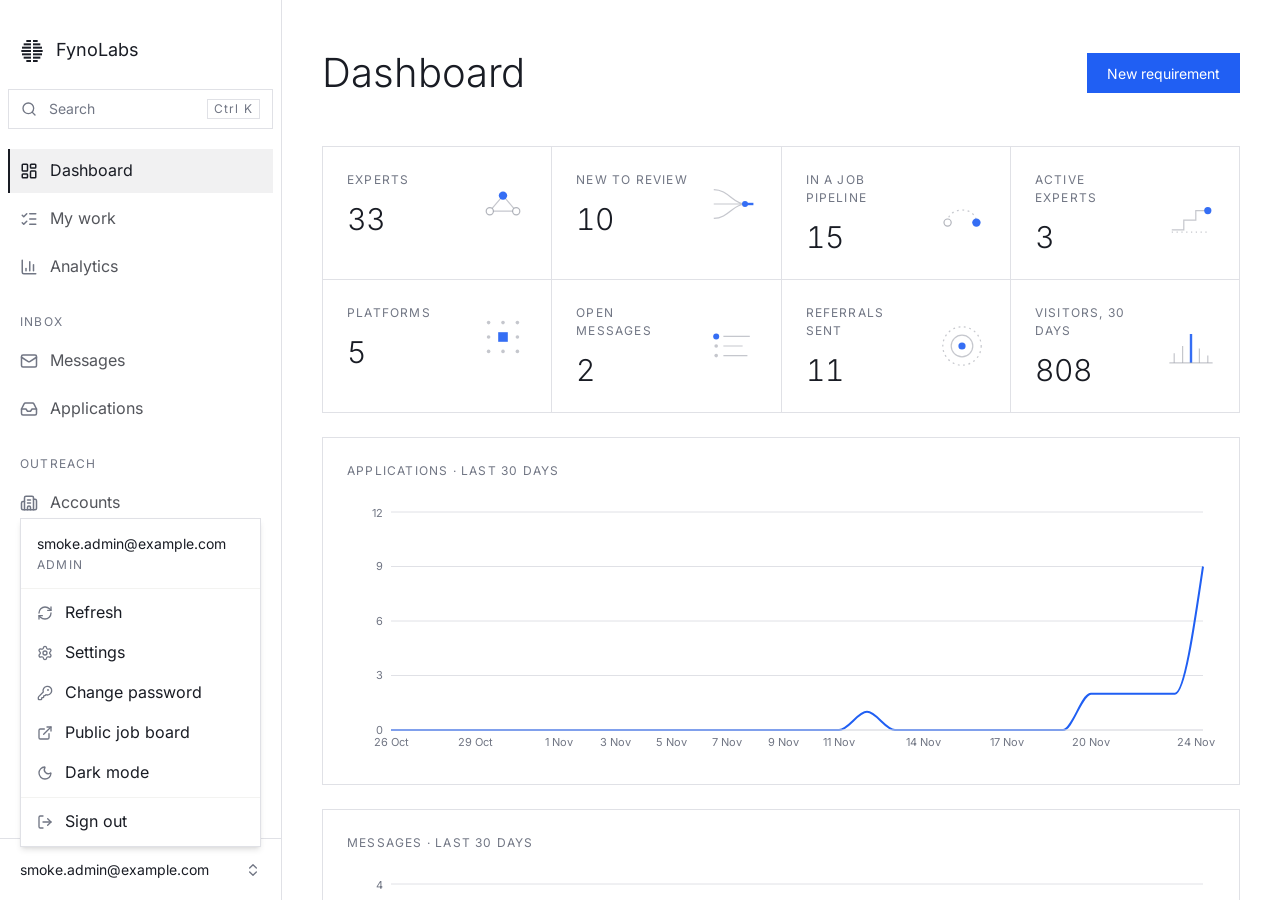 FynoLabs
Search
Ctrl K
Dashboard
My work
Analytics
INBOX
Messages
Applications
OUTREACH
Accounts
smoke.admin@example.com
ADMIN
Refresh
Settings
Change password
Public job board
Dark mode
Sign out
smoke.admin@example.com
Dashboard
New requirement
EXPERTS
33
NEW TO REVIEW
10
IN A JOB
PIPELINE
15
ACTIVE
EXPERTS
3
PLATFORMS
5
OPEN
MESSAGES
2
REFERRALS
SENT
11
VISITORS, 30
DAYS
808
APPLICATIONS · LAST 30 DAYS
12
9
6
3
0
26 Oct
29 Oct
1 Nov
3 Nov
5 Nov
7 Nov
9 Nov
11 Nov
14 Nov
17 Nov
20 Nov
24 Nov
MESSAGES · LAST 30 DAYS
4